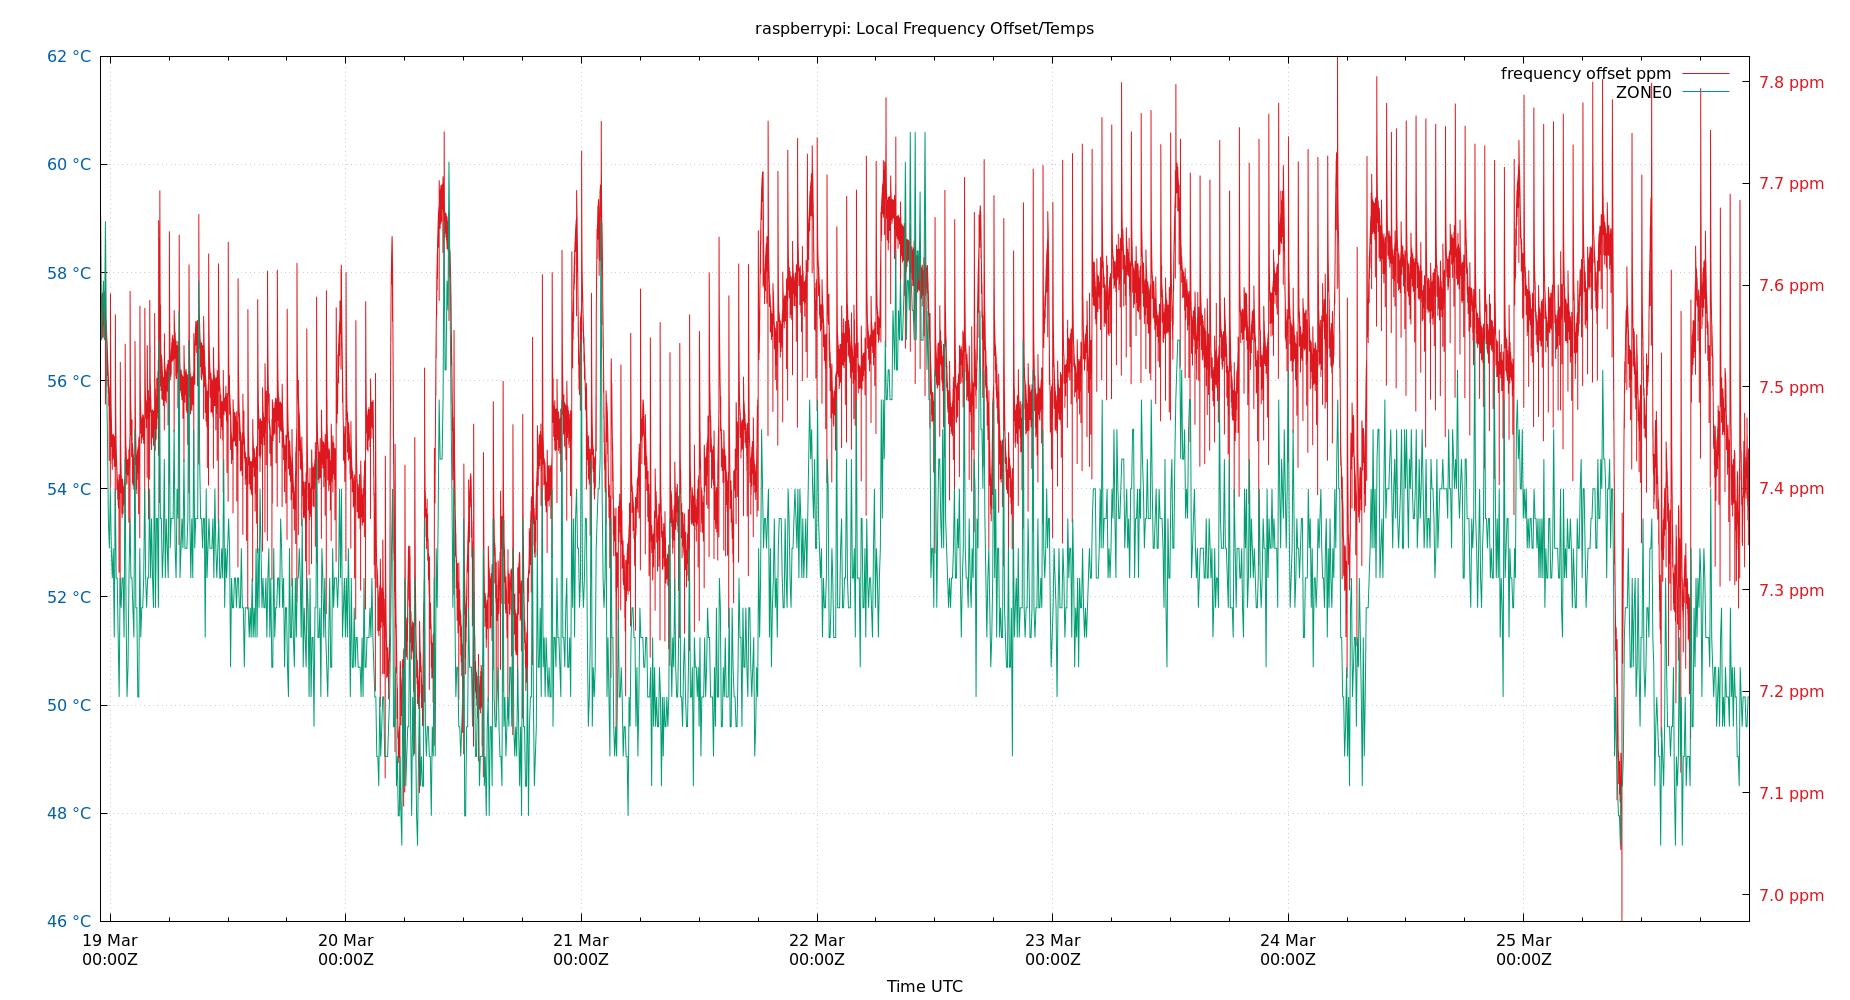 raspberrypi: Local Frequency Offset/Temps
62 °C
60 °C
58 °C
56 °C
54 °C
52 °C
50 °C
48 °C
46 °C
frequency offset ppm
ZONE0
7.8 ppm
7.7 ppm
7.6 ppm
7.5 ppm
7.4 ppm
7.3 ppm
7.2 ppm
7.1 ppm
7.0 ppm
19 Mar 20 Mar 21 Mar 22 Mar 23 Mar 24 Mar 25 Mar
00:00Z 00:00Z 00:00Z 00:00Z 00:00Z 00:00Z 00:00Z
Time UTC